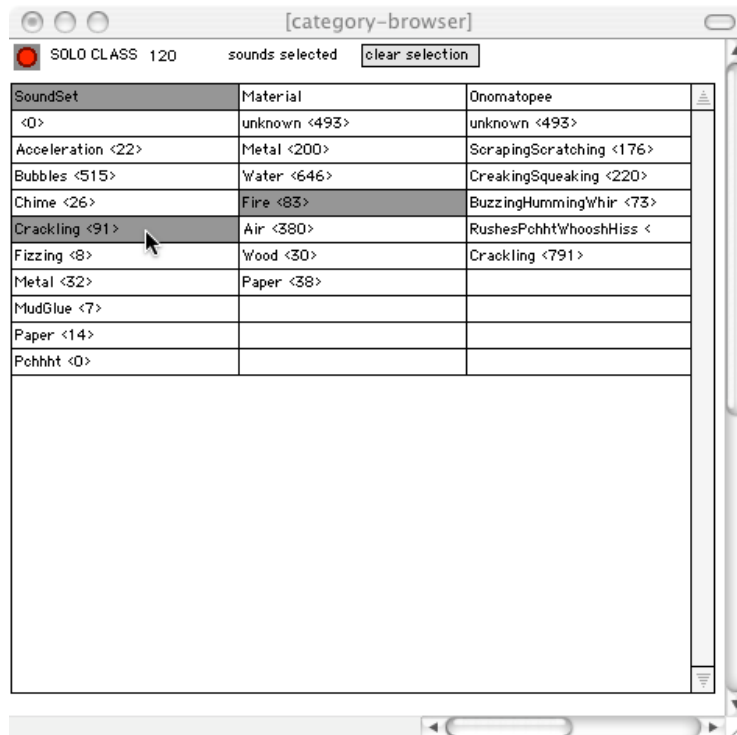 [category-browser]
SOLO CLASS 120 sounds selected clear selection
SoundSet Material Onomatopee
<0> unknown <493> unknown <493>
Acceleration <22> Metal <200> ScrapingScratching <176>
Bubbles <515> Water <646> CreakingSqueaking <220>
Chime <26> Fire <83> BuzzingHummingWhir <73>
Crackling <91> Air <380> RushesPchhtWhooshHiss <
Fizzing <8> Wood <30> Crackling <791>
Metal <32> Paper <38>
MudGlue <7>
Paper <14>
Pchhht <0>